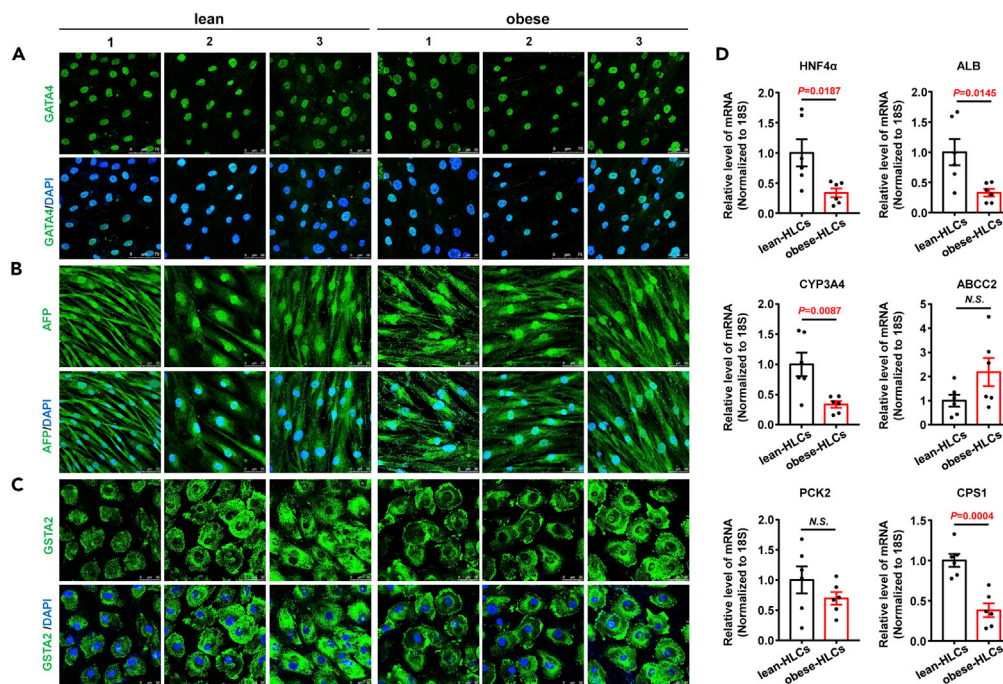 lean
obese
1
2
3
1
2
3
A
GATA4
GATA4/DAPI
B
AFP
AFP/DAPI
C
GSTA2
GSTA2 /DAPI
D
HNF4α
Relative level of mRNA
(Normalized to 18S)
2.0
1.5
1.0
0.5
0.0
P=0.0187
lean-HLCs
obese-HLCs
ALB
Relative level of mRNA
(Normalized to 18S)
2.0
1.5
1.0
0.5
0.0
P=0.0145
lean-HLCs
obese-HLCs
CYP3A4
Relative level of mRNA
(Normalized to 18S)
2.0
1.5
1.0
0.5
0.0
P=0.0087
lean-HLCs
obese-HLCs
ABCC2
Relative level of mRNA
(Normalized to 18S)
5
4
3
2
1
0
N.S.
lean-HLCs
obese-HLCs
PCK2
Relative level of mRNA
(Normalized to 18S)
2.0
1.5
1.0
0.5
0.0
N.S.
lean-HLCs
obese-HLCs
CPS1
Relative level of mRNA
(Normalized to 18S)
2.0
1.5
1.0
0.5
0.0
P=0.0004
lean-HLCs
obese-HLCs